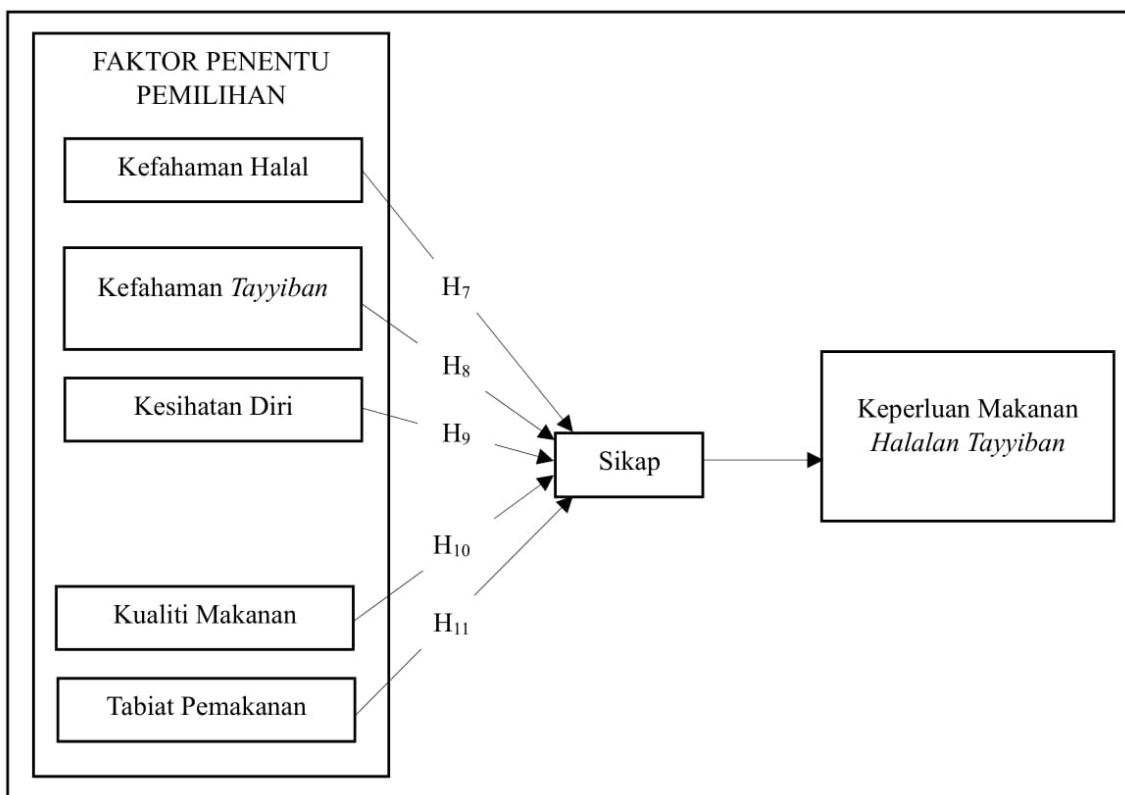 FAKTOR PENENTU
PEMILIHAN
Kefahaman Halal
Kefahaman Tayyiban
Kesihatan Diri
Kualiti Makanan
Tabiat Pemakanan
H₇
H₈
H₉
H₁₀
H₁₁
Sikap
Keperluan Makanan
Halalan Tayyiban